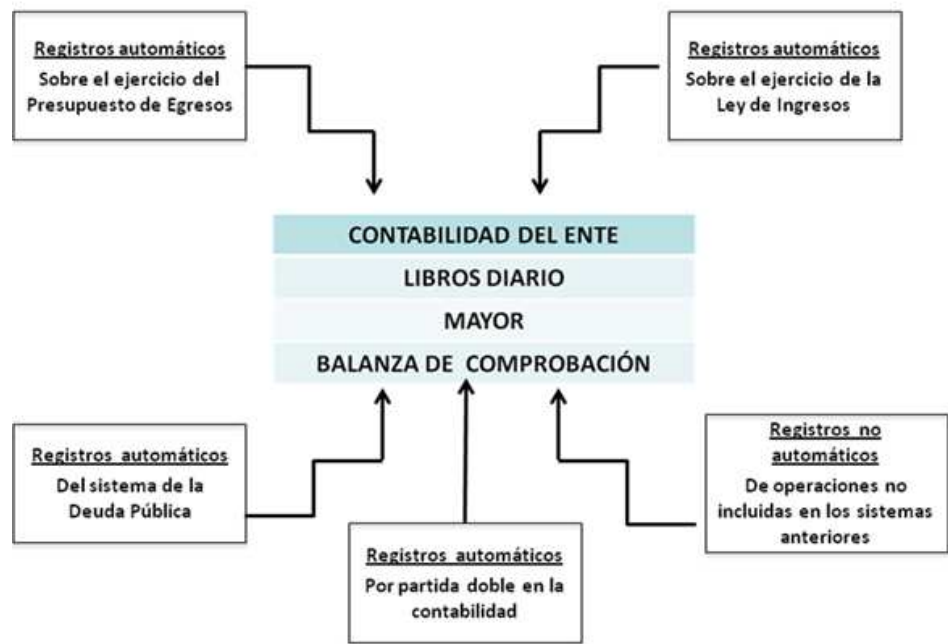 Registros automáticos
Sobre el ejercicio del
Presupuesto de Egresos
Registros automáticos
Sobre el ejercicio de la
Ley de Ingresos
CONTABILIDAD DEL ENTE
LIBROS DIARIO
MAYOR
BALANZA DE COMPROBACIÓN
Registros automáticos
Del sistema de la
Deuda Pública
Registros automáticos
Por partida doble en la
contabilidad
Registros no
automáticos
De operaciones no
incluidas en los sistemas
anteriores